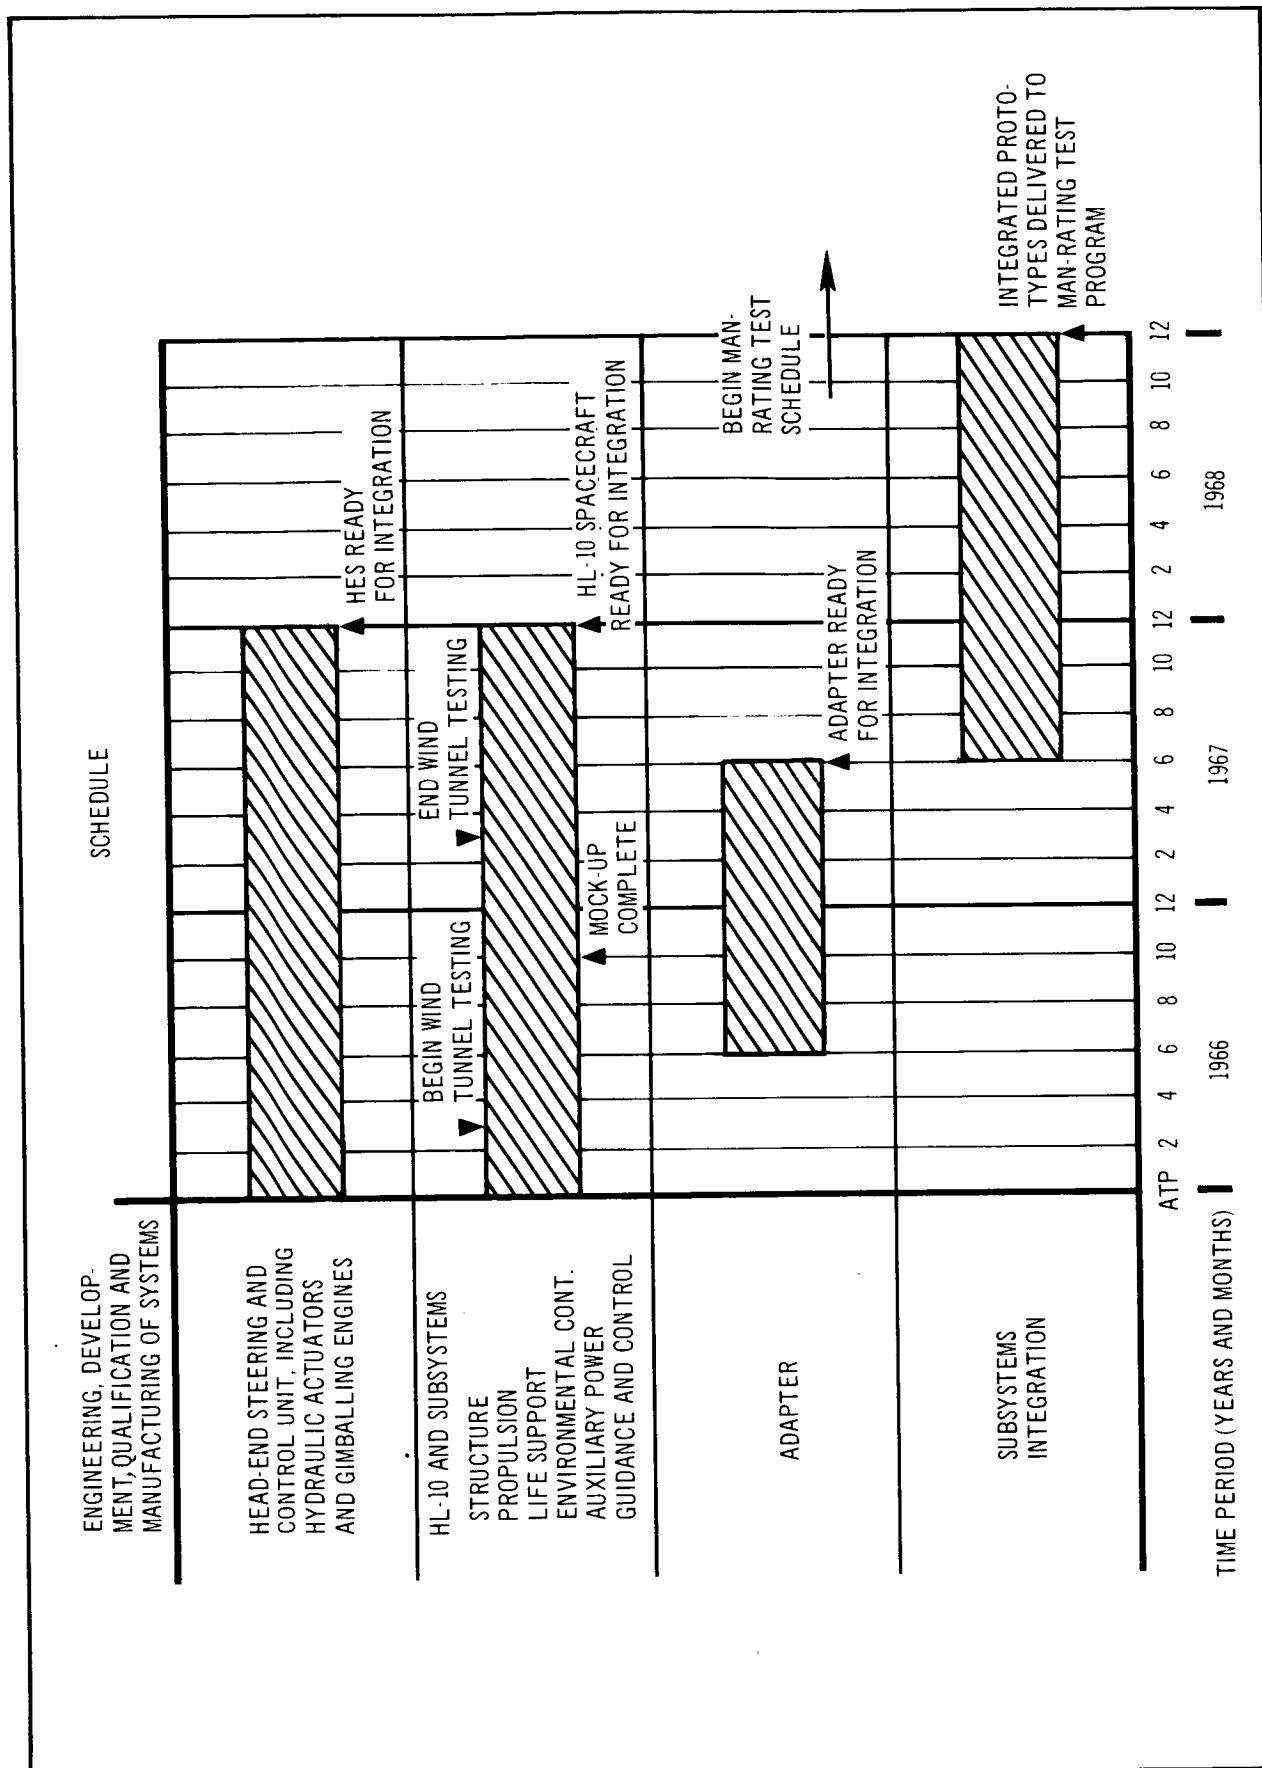 SCHEDULE
ENGINEERING, DEVELOP-
MENT, QUALIFICATION AND
MANUFACTURING OF SYSTEMS
HEAD-END STEERING AND
CONTROL UNIT, INCLUDING
HYDRAULIC ACTUATORS
AND GIMBALLING ENGINES
HES READY
FOR INTEGRATION
HL-10 AND SUBSYSTEMS
STRUCTURE
PROPULSION
LIFE SUPPORT
ENVIRONMENTAL CONT.
AUXILIARY POWER
GUIDANCE AND CONTROL
BEGIN WIND
TUNNEL TESTING
END WIND
TUNNEL TESTING
MOCK-UP
COMPLETE
HL-10 SPACECRAFT
READY FOR INTEGRATION
ADAPTER
ADAPTER READY
FOR INTEGRATION
BEGIN MAN-
RATING TEST
SCHEDULE
SUBSYSTEMS
INTEGRATION
INTEGRATED PROTO-
TYPES DELIVERED TO
MAN-RATING TEST
PROGRAM
ATP 2 4 6 8 10 12 2 4 6 8 10 12 2 4 6 8 10 12
1966 1967 1968
TIME PERIOD (YEARS AND MONTHS)